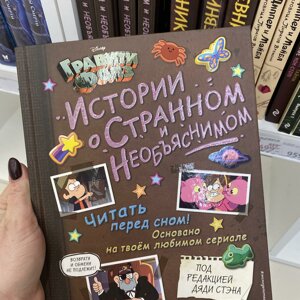 Disney
ГРАВИТИ
ФОЛЗ
ИСТОРИИ
О СТРАННОМ
И
НЕОБЪЯСНИМОМ
ЧИТАТЬ
ПЕРЕД СНОМ!
ОСНОВАНО
НА ТВОЁМ ЛЮБИМОМ СЕРИАЛЕ
ВОЗВРАТУ
И ОБМЕНУ
НЕ ПОДЛЕЖИТ!
ПОД
РЕДАКЦИЕЙ
ДЯДИ СТЭНА